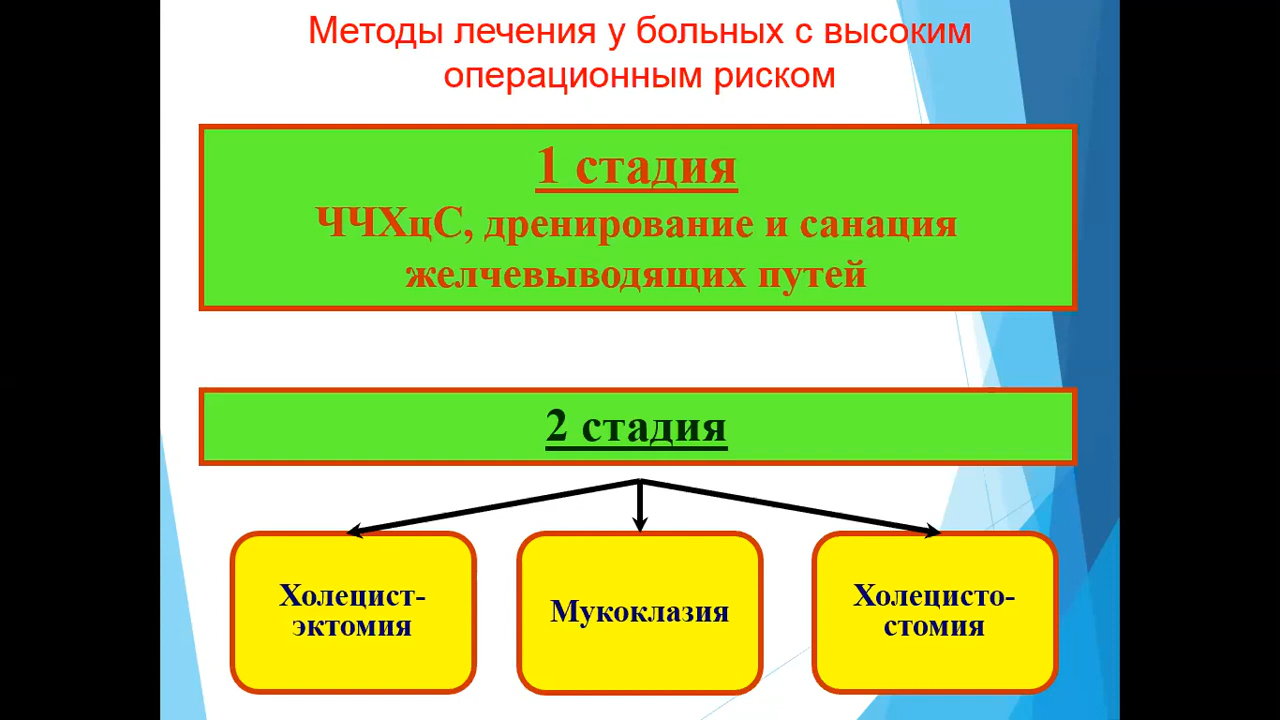 Методы лечения у больных с высоким
операционным риском
1 стадия
ЧЧХцС, дренирование и санация
желчевыводящих путей
2 стадия
Холецист-
эктомия
Мукоклазия
Холецисто-
стомия